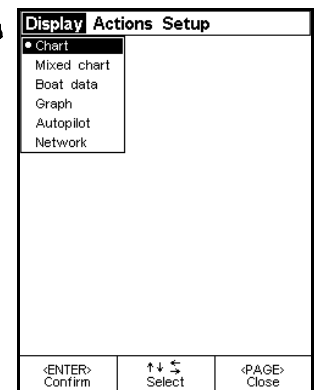 Display Actions Setup
• Chart
Mixed chart
Boat data
Graph
Autopilot
Network
<ENTER> ↑↓ ⇆ <PAGE>
Confirm Select Close